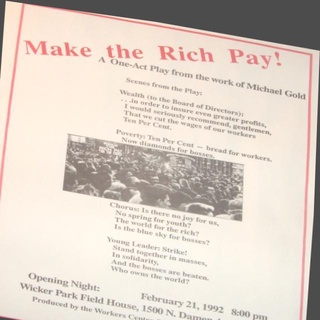 Make the Rich Pay!
A One-Act Play from the work of Michael Gold
Scenes from the Play:
Wealth (to the Board of Directors):
. . .in order to insure even greater profits,
I would seriously recommend, gentlemen,
That we cut the wages of our workers
Ten Per Cent.
Poverty: Ten Per Cent — bread for workers.
Now diamonds for bosses.
Chorus: Is there no joy for us,
No spring for youth?
The world for the rich?
Is the blue sky for bosses?
Young Leader: Strike!
Stand together in masses,
In solidarity,
And the bosses are beaten.
Who owns the world?
Opening Night: February 21, 1992 8:00 pm
Wicker Park Field House, 1500 N. Damen
Produced by the Workers